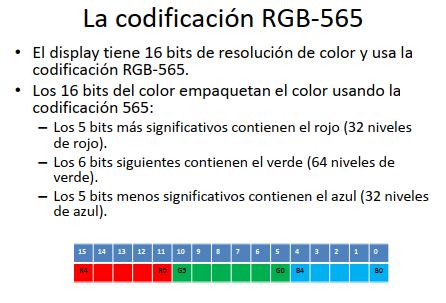 La codificación RGB-565
• El display tiene 16 bits de resolución de color y usa la
codificación RGB-565.
• Los 16 bits del color empaquetan el color usando la
codificación 565:
– Los 5 bits más significativos contienen el rojo (32 niveles
de rojo).
– Los 6 bits siguientes contienen el verde (64 niveles de
verde).
– Los 5 bits menos significativos contienen el azul (32 niveles
de azul).
15 14 13 12 11 10 9 8 7 6 5 4 3 2 1 0
R4 R0 G5 G0 B4 B0